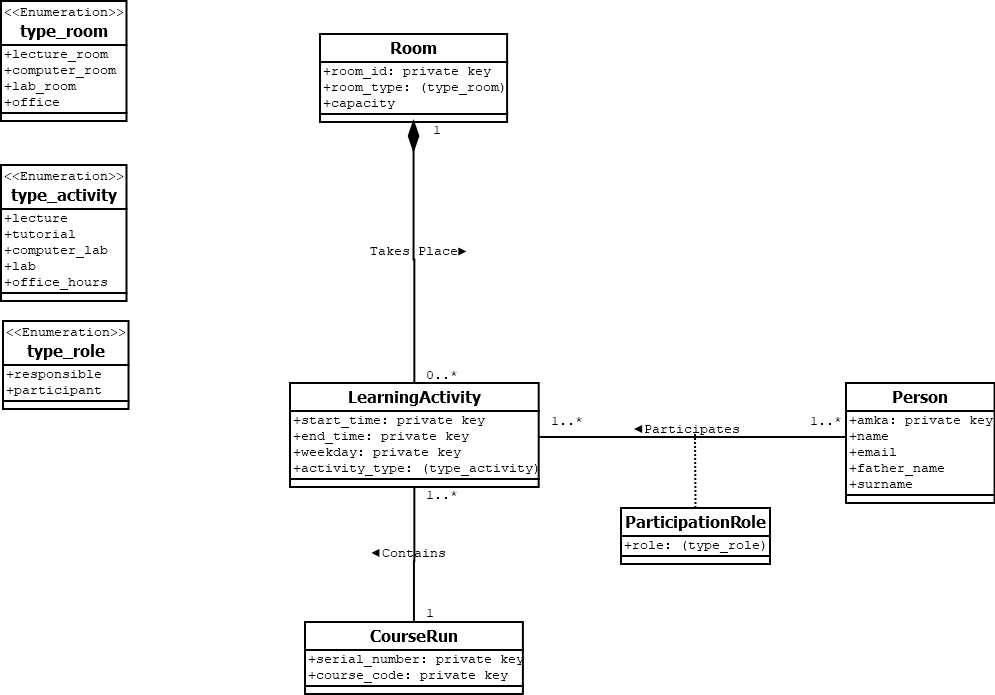 <<Enumeration>>
type_room
+lecture_room
+computer_room
+lab_room
+office
Room
+room_id: private key
+room_type: (type_room)
+capacity
1
<<Enumeration>>
type_activity
+lecture
+tutorial
+computer_lab
+lab
+office_hours
Takes Place►
<<Enumeration>>
type_role
+responsible
+participant
0..*
LearningActivity
+start_time: private key
+end_time: private key
+weekday: private key
+activity_type: (type_activity)
1..*
◄Participates
1..*
Person
+amka: private key
+name
+email
+father_name
+surname
ParticipationRole
+role: (type_role)
1..*
◄Contains
1
CourseRun
+serial_number: private key
+course_code: private key